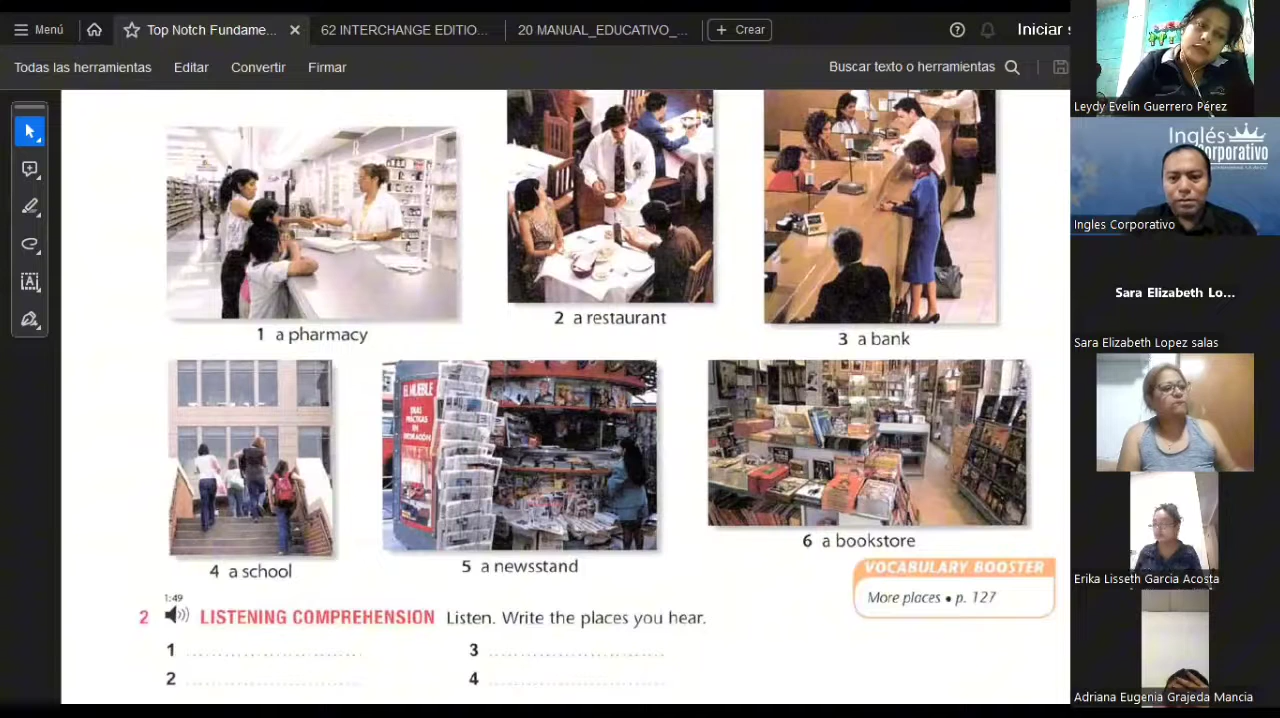 Menú
Top Notch Fundame...
62 INTERCHANGE EDITIO...
20 MANUAL_EDUCATIVO_...
+ Crear
Iniciar s
Todas las herramientas
Editar
Convertir
Firmar
Buscar texto o herramientas
1 a pharmacy
2 a restaurant
3 a bank
EL MUEBLE
4 a school
5 a newsstand
6 a bookstore
VOCABULARY BOOSTER
More places • p. 127
1:49
2 LISTENING COMPREHENSION Listen. Write the places you hear.
1
3
2
4
Leydy Evelin Guerrero Pérez
Inglés
Corporativo
Ingles Corporativo
Sara Elizabeth Lo...
Sara Elizabeth Lopez salas
Erika Lisseth Garcia Acosta
Adriana Eugenia Grajeda Mancia